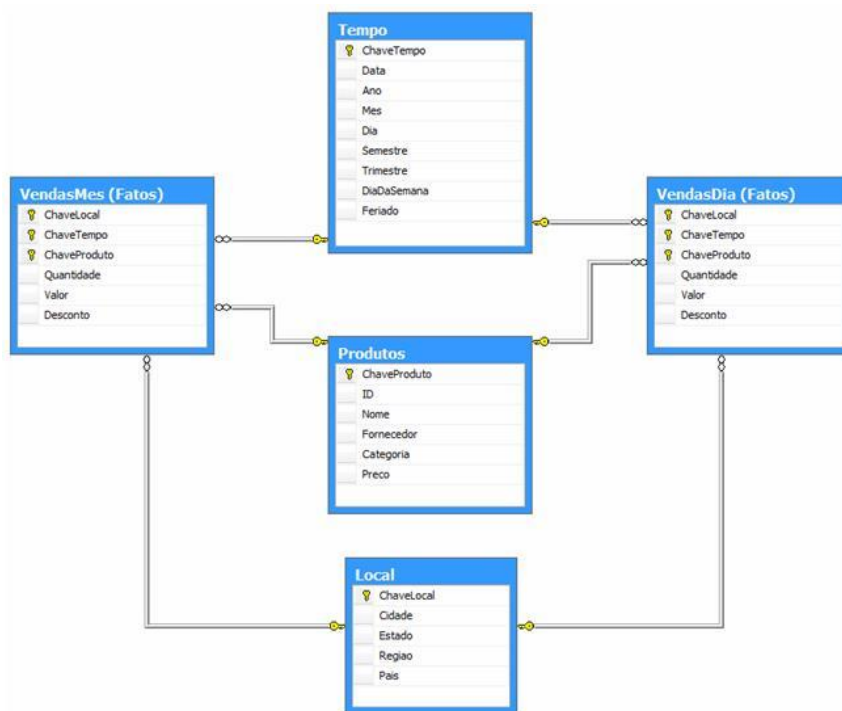 Tempo
ChaveTempo
Data
Ano
Mes
Dia
Semestre
Trimestre
DiaDaSemana
Feriado
VendasMes (Fatos)
ChaveLocal
ChaveTempo
ChaveProduto
Quantidade
Valor
Desconto
VendasDia (Fatos)
ChaveLocal
ChaveTempo
ChaveProduto
Quantidade
Valor
Desconto
Produtos
ChaveProduto
ID
Nome
Fornecedor
Categoria
Preco
Local
ChaveLocal
Cidade
Estado
Regiao
Pais